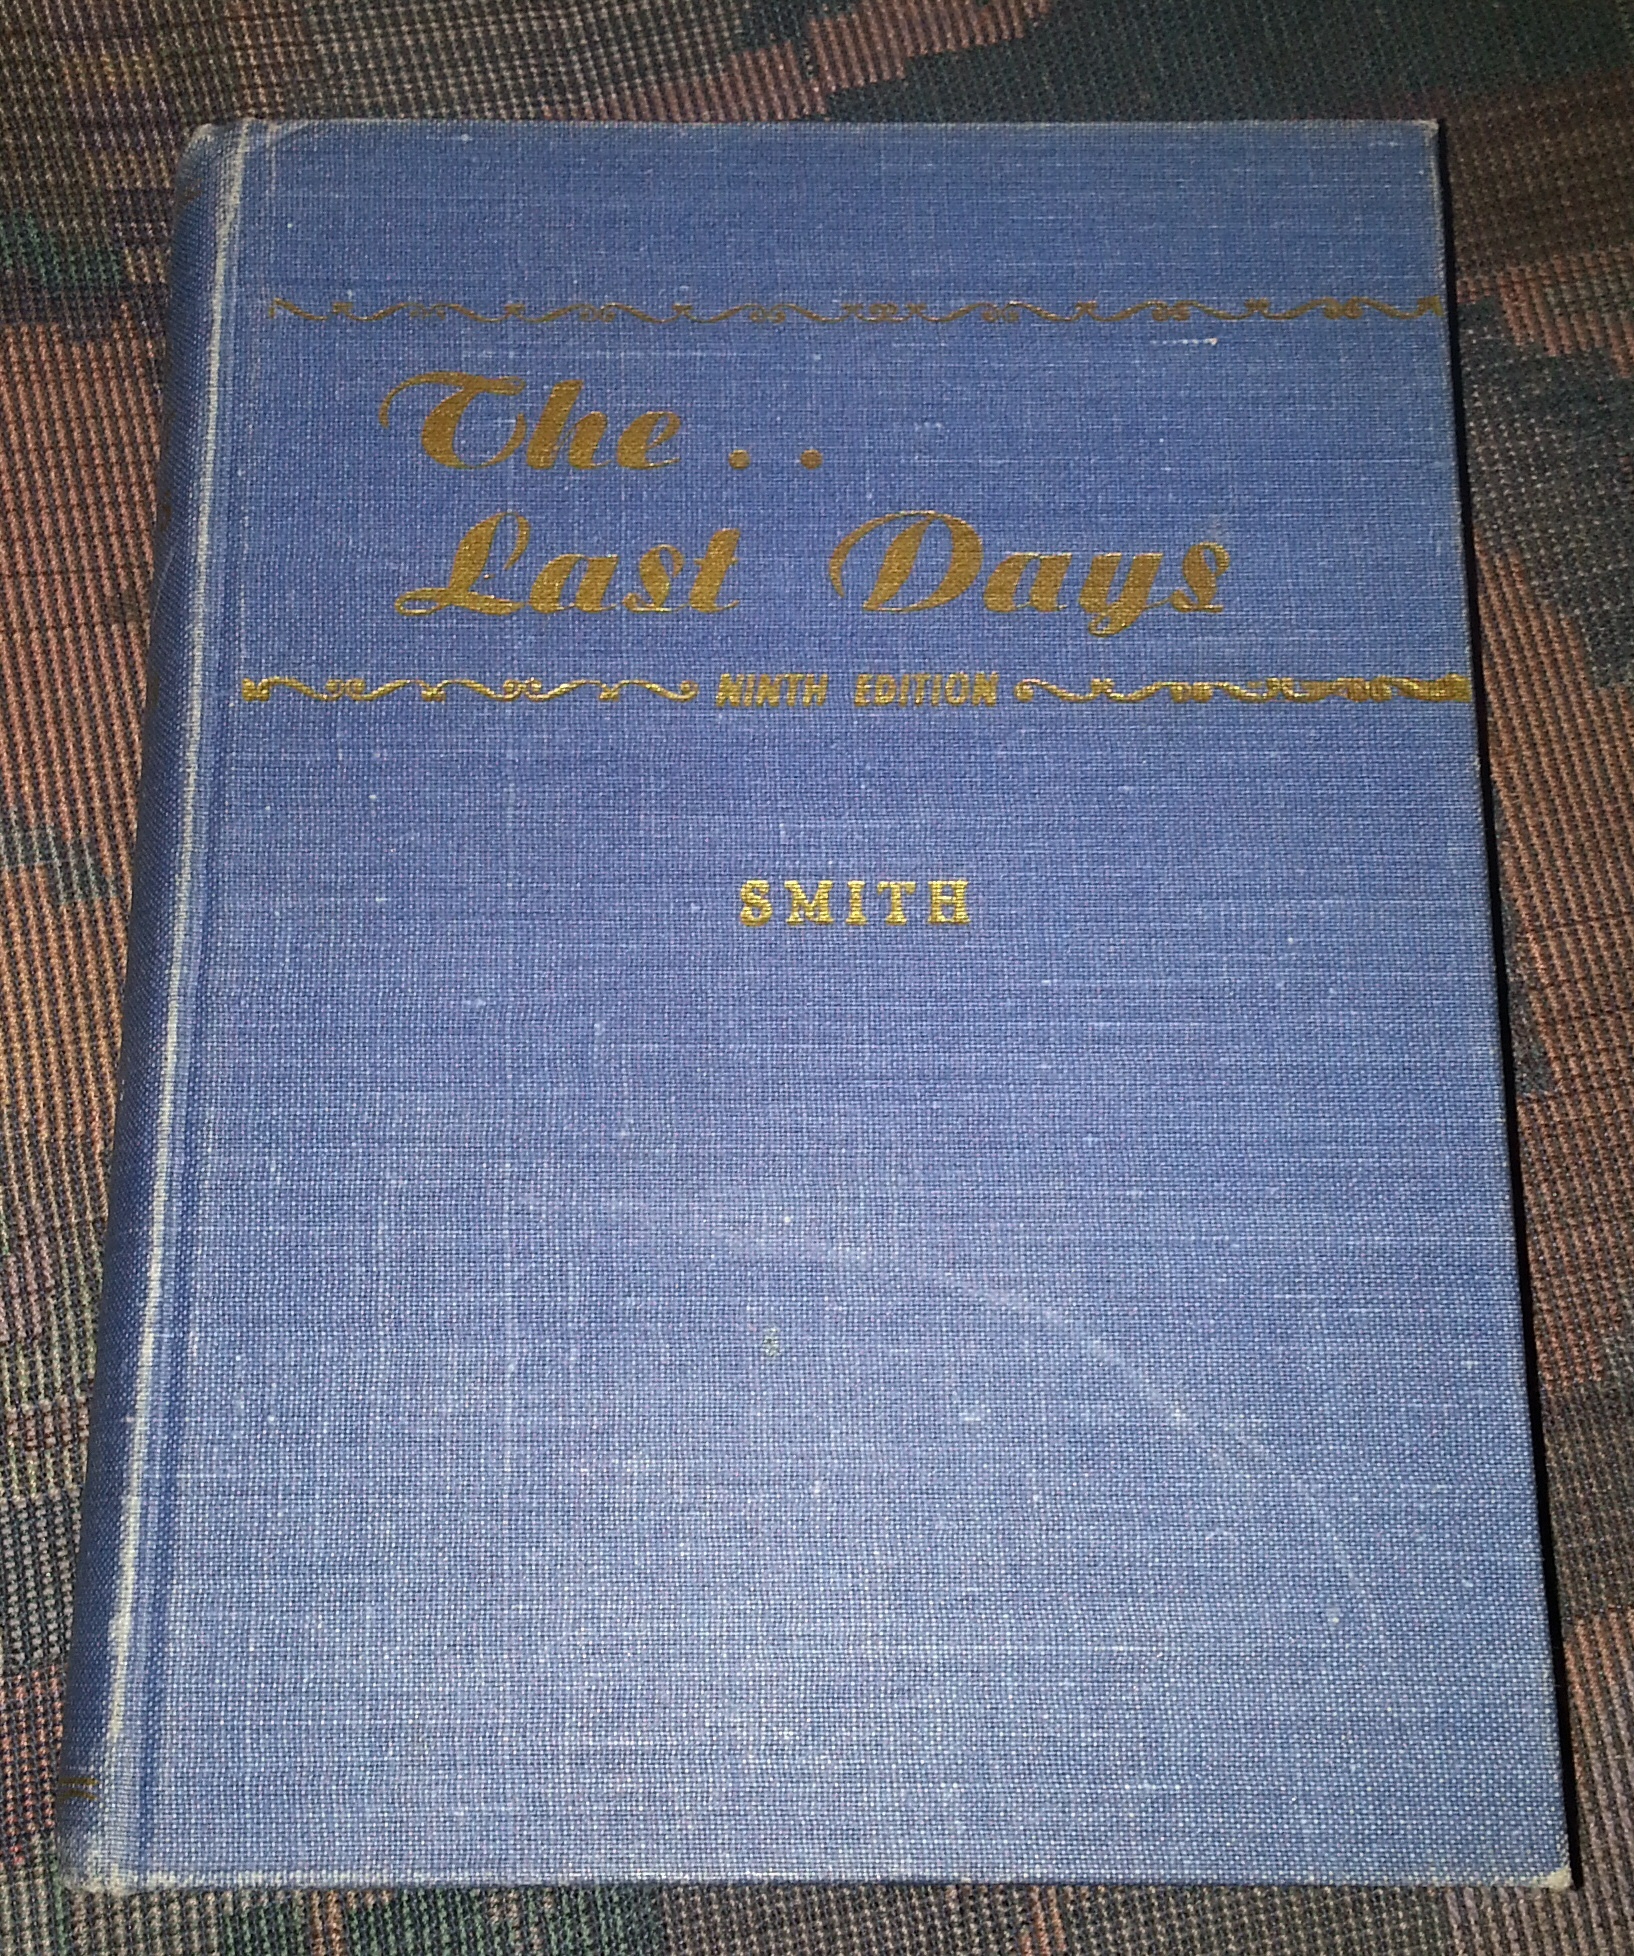 The . .
Last Days
NINTH EDITION
SMITH